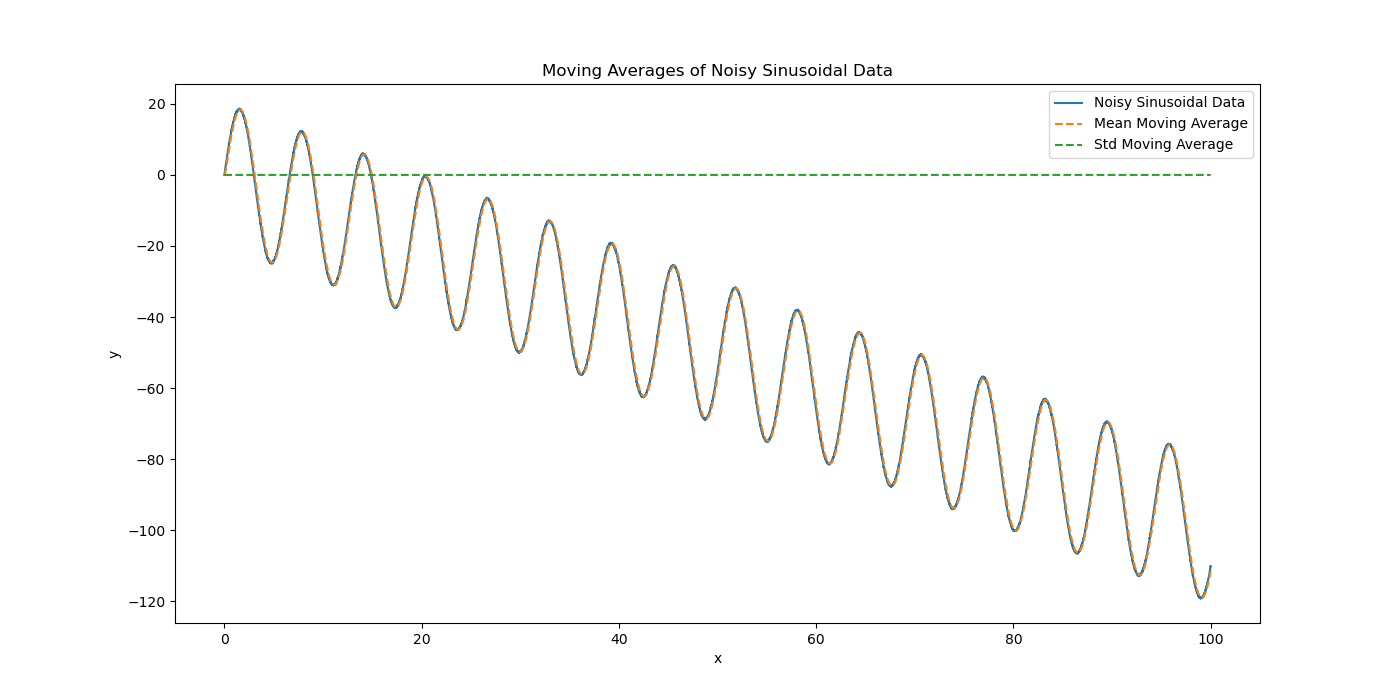 Moving Averages of Noisy Sinusoidal Data
Noisy Sinusoidal Data
Mean Moving Average
Std Moving Average
20
0
−20
−40
−60
−80
−100
−120
y
0 20 40 60 80 100
x